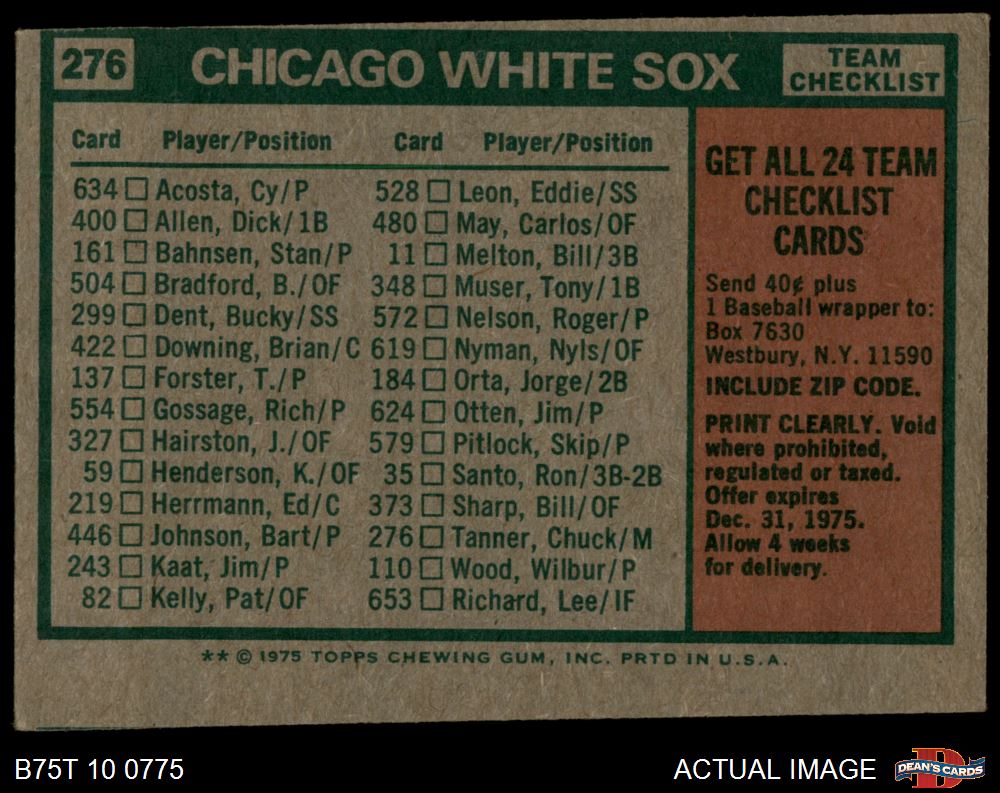 276 CHICAGO WHITE SOX TEAM CHECKLIST
Card Player/Position Card Player/Position
634 Acosta, Cy/P 528 Leon, Eddie/SS
400 Allen, Dick/1B 480 May, Carlos/OF
161 Bahnsen, Stan/P 11 Melton, Bill/3B
504 Bradford, B./OF 348 Muser, Tony/1B
299 Dent, Bucky/SS 572 Nelson, Roger/P
422 Downing, Brian/C 619 Nyman, Nyls/OF
137 Forster, T./P 184 Orta, Jorge/2B
554 Gossage, Rich/P 624 Otten, Jim/P
327 Hairston, J./OF 579 Pitlock, Skip/P
59 Henderson, K./OF 35 Santo, Ron/3B-2B
219 Herrmann, Ed/C 373 Sharp, Bill/OF
446 Johnson, Bart/P 276 Tanner, Chuck/M
243 Kaat, Jim/P 110 Wood, Wilbur/P
82 Kelly, Pat/OF 653 Richard, Lee/IF
GET ALL 24 TEAM
CHECKLIST
CARDS
Send 40¢ plus
1 Baseball wrapper to:
Box 7630
Westbury, N.Y. 11590
INCLUDE ZIP CODE.
PRINT CLEARLY. Void
where prohibited,
regulated or taxed.
Offer expires
Dec. 31, 1975.
Allow 4 weeks
for delivery.
** © 1975 TOPPS CHEWING GUM, INC. PRTD IN U.S.A.
B75T 10 0775 ACTUAL IMAGE DEAN'S CARDS